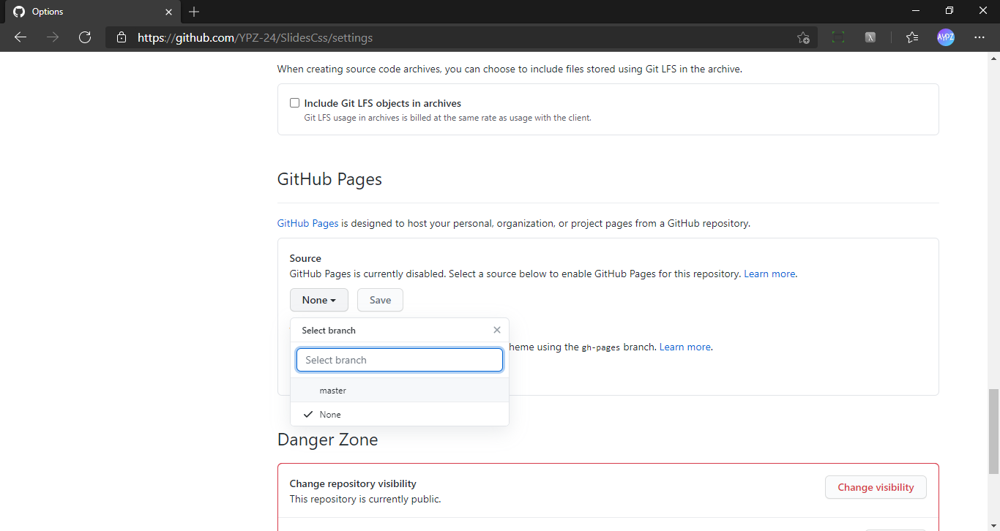 Options
https://github.com/YPZ-24/SlidesCss/settings
AYPZ
When creating source code archives, you can choose to include files stored using Git LFS in the archive.
Include Git LFS objects in archives
Git LFS usage in archives is billed at the same rate as usage with the client.
GitHub Pages
GitHub Pages is designed to host your personal, organization, or project pages from a GitHub repository.
Source
GitHub Pages is currently disabled. Select a source below to enable GitHub Pages for this repository. Learn more.
None Save
Select branch
heme using the gh-pages branch. Learn more.
Select branch
master
None
Danger Zone
Change repository visibility
Change visibility
This repository is currently public.